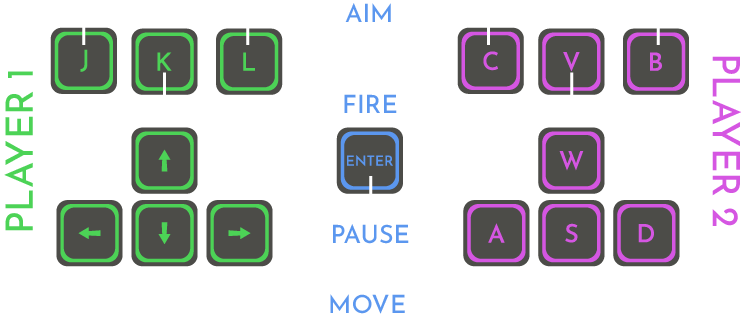 AIM
J K L
C V B
PLAYER 1
PLAYER 2
FIRE
ENTER
W
PAUSE
A S D
MOVE